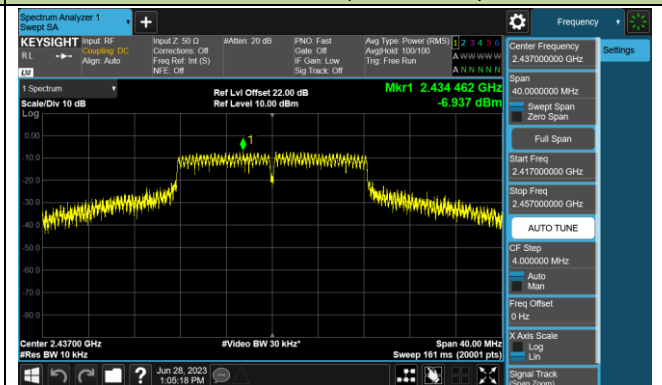 Spectrum Analyzer 1
Swept SA
+
Frequency
KEYSIGHT
RL
LXI
Input: RF
Coupling: DC
Align: Auto
Input Z: 50 Ω
Corrections: Off
Freq Ref: Int (S)
NFE: Off
#Atten: 20 dB
PNO: Fast
Gate: Off
IF Gain: Low
Sig Track: Off
Avg Type: Power (RMS)
Avg|Hold: 100/100
Trig: Free Run
1 2 3 4 5 6
A W W W W W
A N N N N N
1 Spectrum
Scale/Div 10 dB
Log
Ref Lvl Offset 22.00 dB
Ref Level 10.00 dBm
Mkr1 2.434 462 GHz
-6.937 dBm
1
0.00
-10.0
-20.0
-30.0
-40.0
-50.0
-60.0
-70.0
-80.0
Center 2.43700 GHz
#Res BW 10 kHz
#Video BW 30 kHz*
Span 40.00 MHz
Sweep 161 ms (20001 pts)
Center Frequency
2.437000000 GHz
Settings
Span
40.0000000 MHz
Swept Span
Zero Span
Full Span
Start Freq
2.417000000 GHz
Stop Freq
2.457000000 GHz
AUTO TUNE
CF Step
4.000000 MHz
Auto
Man
Freq Offset
0 Hz
X Axis Scale
Log
Lin
Signal Track
(Span Zoom)
?
Jun 28, 2023
1:05:18 PM